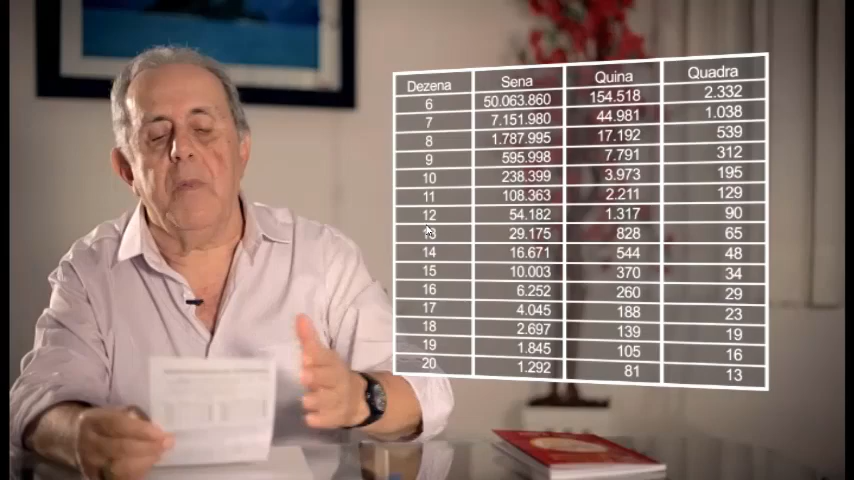 Dezena Sena Quina Quadra
6 50.063.860 154.518 2.332
7 7.151.980 44.981 1.038
8 1.787.995 17.192 539
9 595.998 7.791 312
10 238.399 3.973 195
11 108.363 2.211 129
12 54.182 1.317 90
13 29.175 828 65
14 16.671 544 48
15 10.003 370 34
16 6.252 260 29
17 4.045 188 23
18 2.697 139 19
19 1.845 105 16
20 1.292 81 13